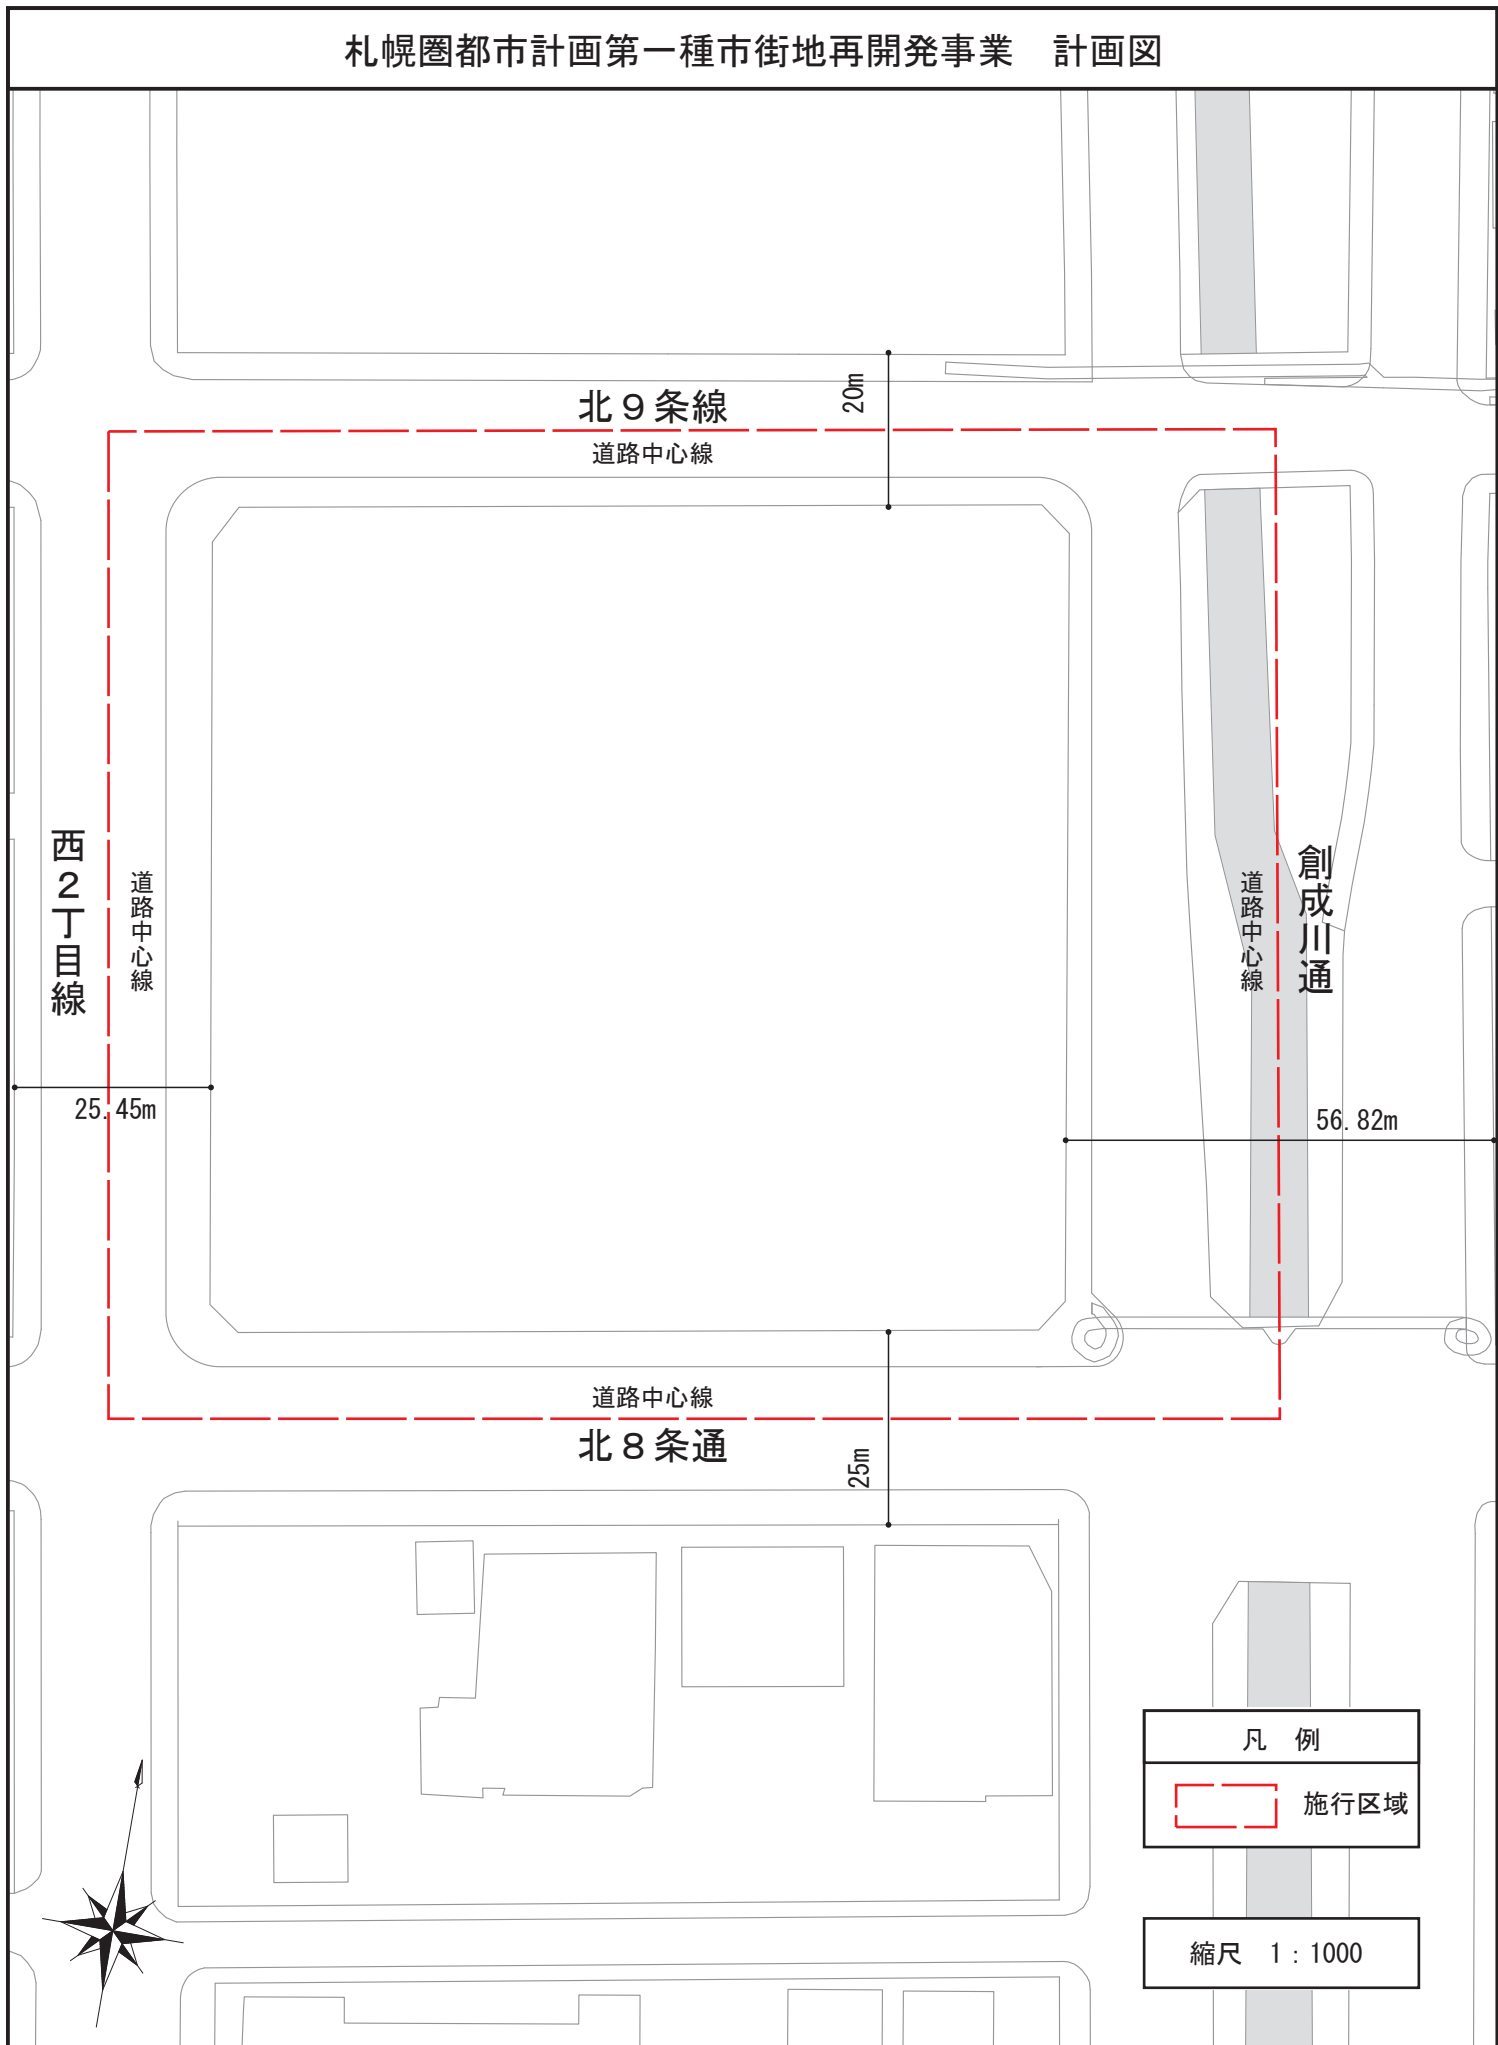 札幌圏都市計画第一種市街地再開発事業　計画図
20m
北９条線
道路中心線
西２丁目線
道路中心線
道路中心線
創成川通
25.45m
56.82m
道路中心線
北８条通
25m
凡　例
施行区域
縮尺　1：1000